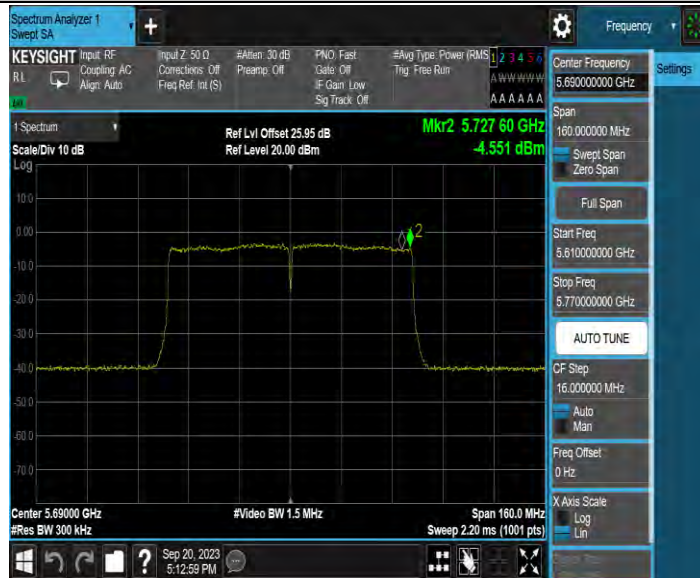 Spectrum Analyzer 1
Swept SA
+
Frequency
KEYSIGHT
RL
Input: RF
Coupling: AC
Align: Auto
Input Z: 50 Ω
Corrections: Off
Freq Ref: Int (S)
#Atten: 30 dB
Preamp: Off
PNO: Fast
Gate: Off
IF Gain: Low
Sig Track: Off
#Avg Type: Power (RMS
Trig: Free Run
1 2 3 4 5 6
A W W W W W
A A A A A A
1 Spectrum
Scale/Div 10 dB
Ref Lvl Offset 25.95 dB
Ref Level 20.00 dBm
Mkr2 5.727 60 GHz
-4.551 dBm
Log
10.0
0.00
-10.0
-20.0
-30.0
-40.0
-50.0
-60.0
-70.0
2
Center 5.69000 GHz
#Res BW 300 kHz
#Video BW 1.5 MHz
Span 160.0 MHz
Sweep 2.20 ms (1001 pts)
Sep 20, 2023
5:12:59 PM
?
Center Frequency
5.690000000 GHz
Settings
Span
160.000000 MHz
Swept Span
Zero Span
Full Span
Start Freq
5.610000000 GHz
Stop Freq
5.770000000 GHz
AUTO TUNE
CF Step
16.000000 MHz
Auto
Man
Freq Offset
0 Hz
X Axis Scale
Log
Lin